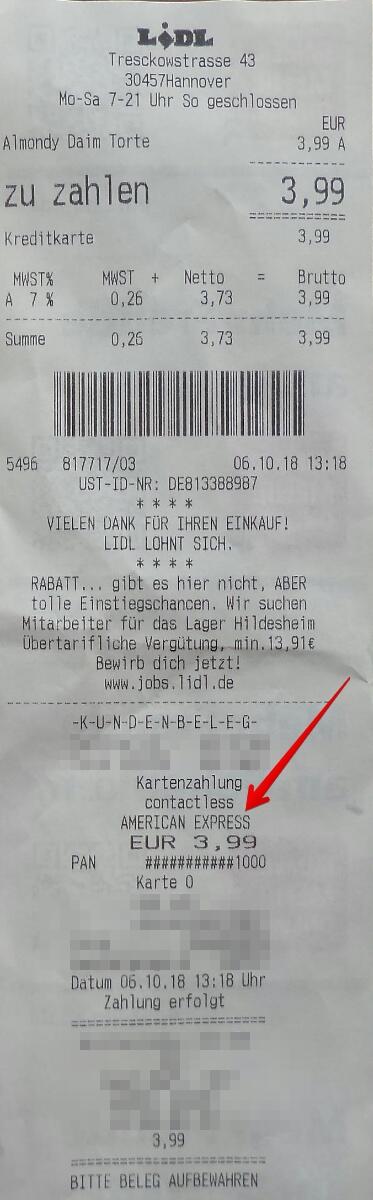 LiDL
Tresckowstrasse 43
30457Hannover
Mo-Sa 7-21 Uhr So geschlossen
EUR
Almondy Daim Torte 3,99 A
zu zahlen 3,99
Kreditkarte 3,99
MWST% MWST + Netto = Brutto
A 7 % 0,26 3,73 3,99
Summe 0,26 3,73 3,99
5496 817717/03 06.10.18 13:18
UST-ID-NR: DE813388987
* * * *
VIELEN DANK FÜR IHREN EINKAUF!
LIDL LOHNT SICH.
* * * *
RABATT... gibt es hier nicht, ABER
tolle Einstiegschancen. Wir suchen
Mitarbeiter für das Lager Hildesheim
Übertarifliche Vergütung, min.13,91€
Bewirb dich jetzt!
www.jobs.lidl.de
-K-U-N-D-E-N-B-E-L-E-G-
Kartenzahlung
contactless
AMERICAN EXPRESS
EUR 3,99
PAN ###########1000
Karte 0
Datum 06.10.18 13:18 Uhr
Zahlung erfolgt
3,99
BITTE BELEG AUFBEWAHREN